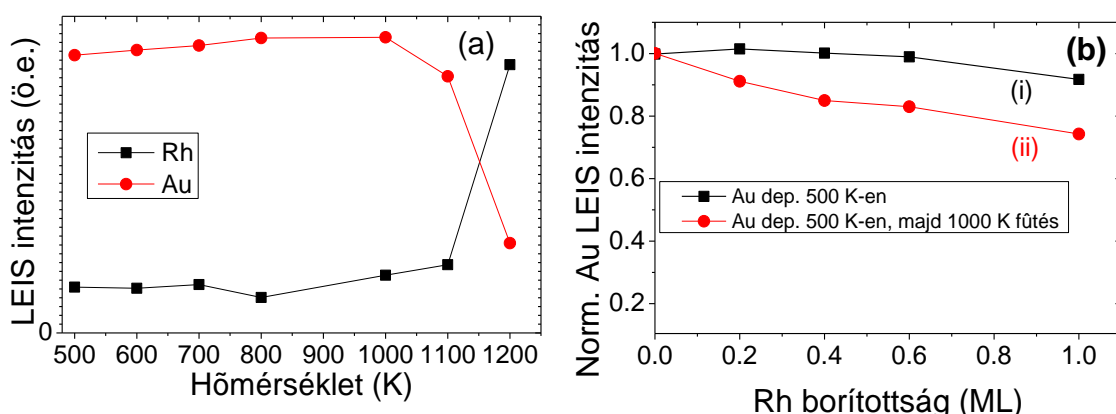 (a)
LEIS intenzitás (ö.e.)
Rh
Au
0
500 600 700 800 900 1000 1100 1200
Hõmérséklet (K)
(b)
Norm. Au LEIS intenzitás
1.0
0.8
0.6
0.4
0.2
(i)
(ii)
Au dep. 500 K-en
Au dep. 500 K-en, majd 1000 K fûtés
0.0 0.2 0.4 0.6 0.8 1.0
Rh borítottság (ML)